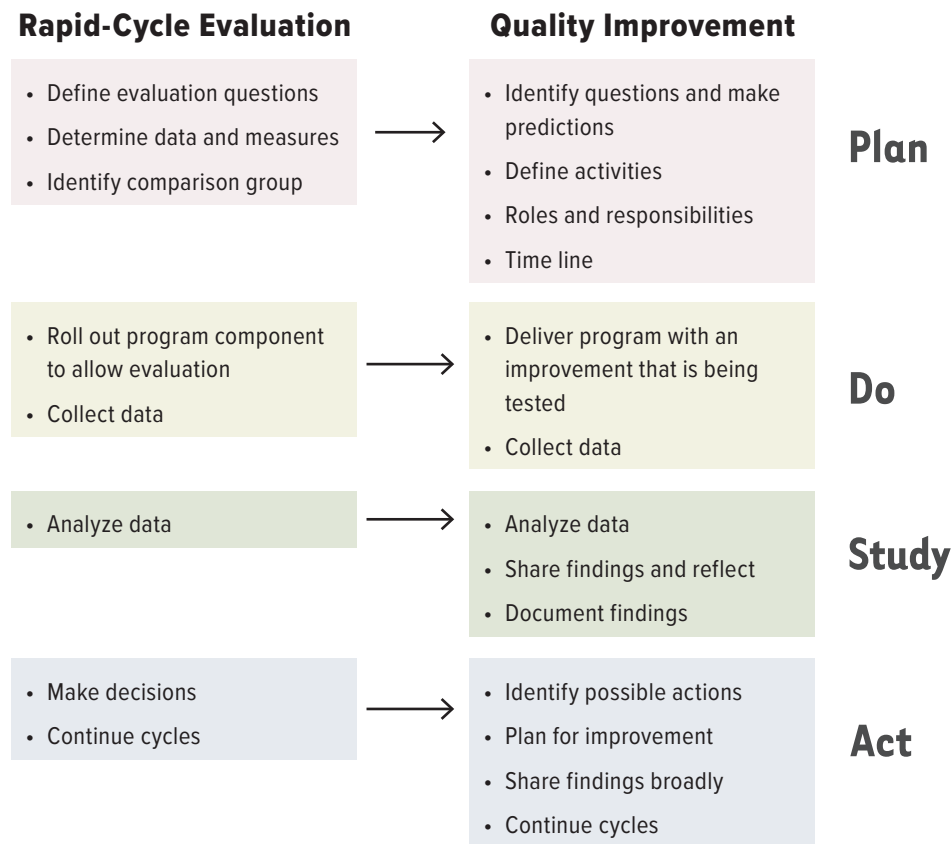 Rapid-Cycle Evaluation
Quality Improvement
• Define evaluation questions
• Determine data and measures
• Identify comparison group
• Identify questions and make
predictions
• Define activities
• Roles and responsibilities
• Time line
Plan
• Roll out program component
to allow evaluation
• Collect data
• Deliver program with an
improvement that is being
tested
• Collect data
Do
• Analyze data
• Analyze data
• Share findings and reflect
• Document findings
Study
• Make decisions
• Continue cycles
• Identify possible actions
• Plan for improvement
• Share findings broadly
• Continue cycles
Act